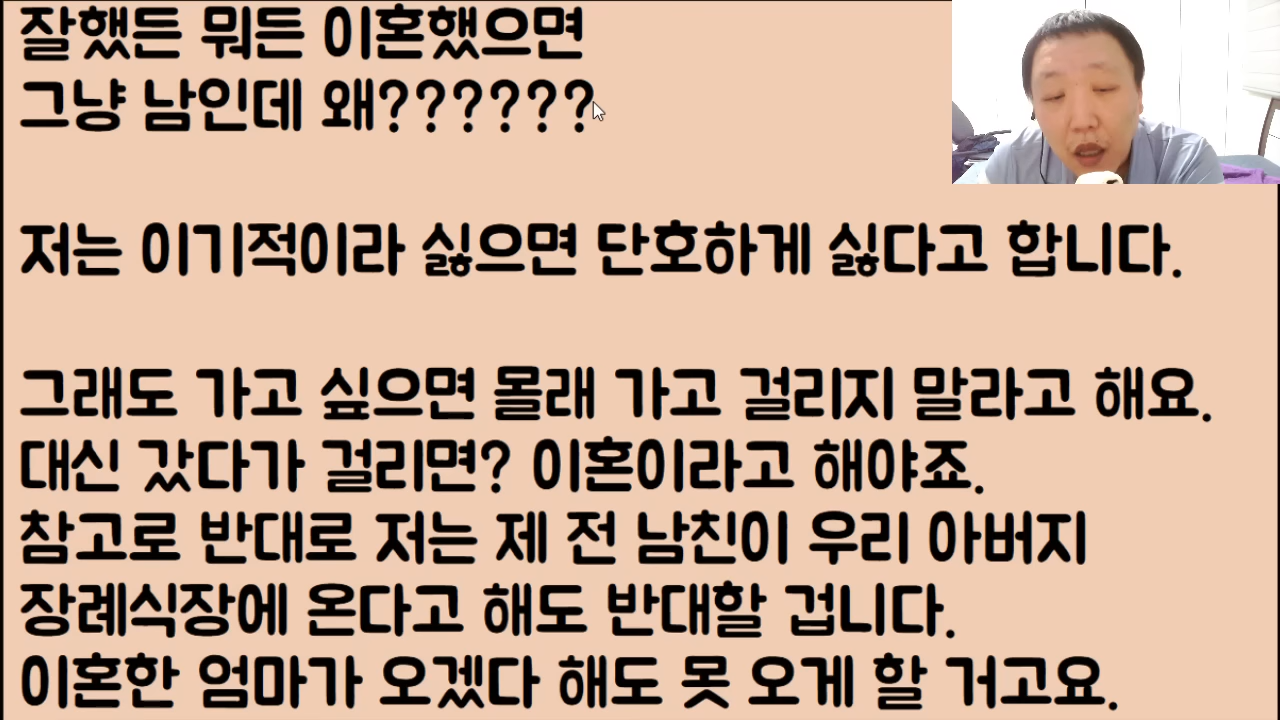 잘했든 뭐든 이혼했으면
그냥 남인데 왜??????
저는 이기적이라 싫으면 단호하게 싫다고 합니다.
그래도 가고 싶으면 몰래 가고 걸리지 말라고 해요.
대신 갔다가 걸리면? 이혼이라고 해야죠.
참고로 반대로 저는 제 전 남친이 우리 아버지
장례식장에 온다고 해도 반대할 겁니다.
이혼한 엄마가 오겠다 해도 못 오게 할 거고요.